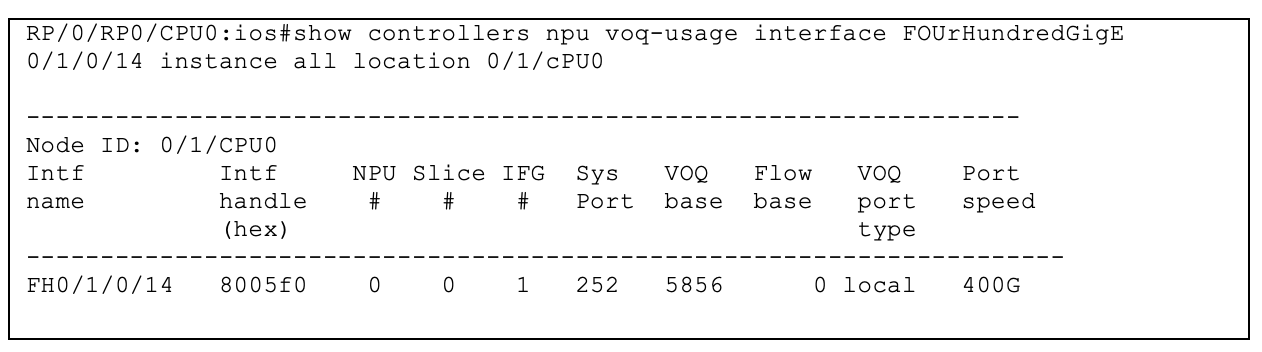 RP/0/RP0/CPU0:ios#show controllers npu voq-usage interface FOUrHundredGigE
0/1/0/14 instance all location 0/1/cPU0
-------------------------------------------------------------------
Node ID: 0/1/CPU0
Intf         Intf   NPU Slice IFG  Sys   VOQ   Flow   VOQ    Port
name         handle  #    #    #   Port  base  base   port   speed
             (hex)                                    type
----------------------------------------------------------------------
FH0/1/0/14   8005f0    0    0    1   252   5856      0 local   400G